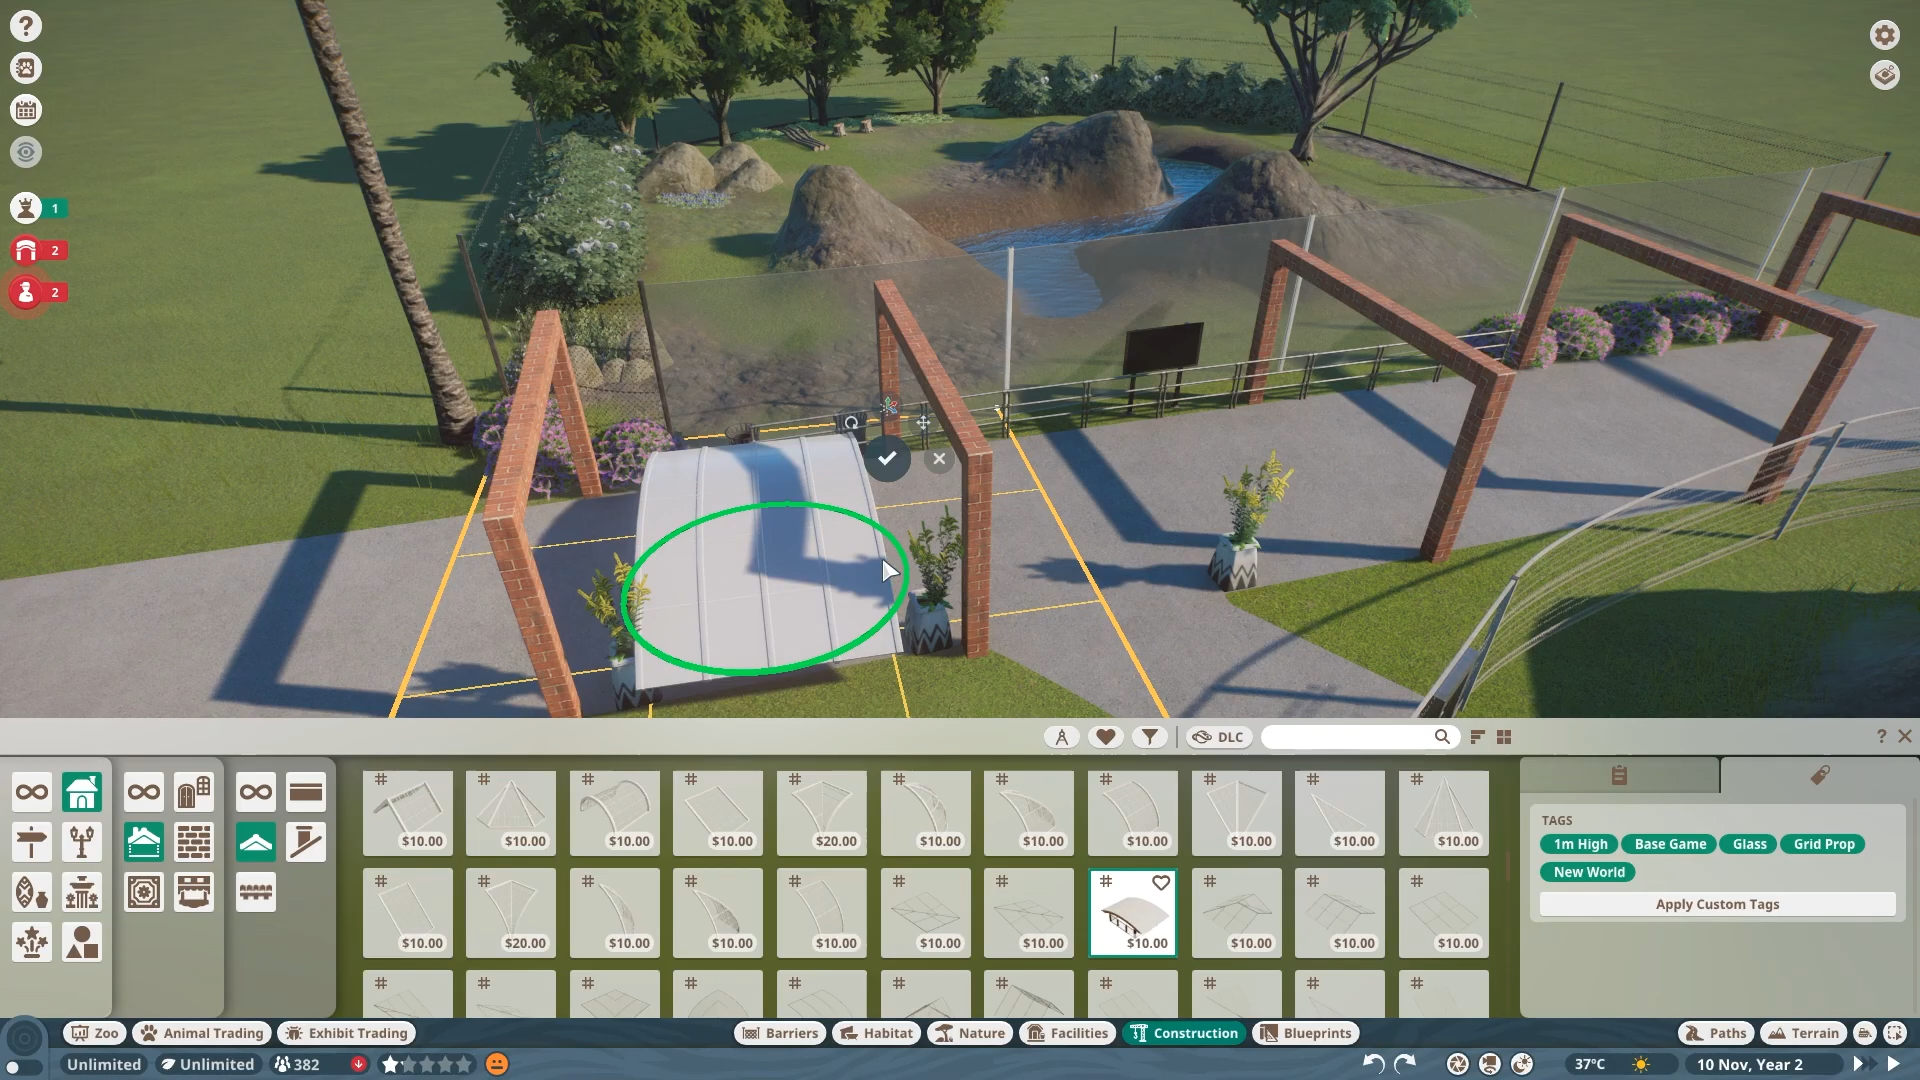 ?
1
2
2
DLC
? ×
$10.00 $10.00 $10.00 $10.00 $20.00 $10.00 $10.00 $10.00 $10.00 $10.00 $10.00
$10.00 $20.00 $10.00 $10.00 $10.00 $10.00 $10.00 $10.00 $10.00 $10.00 $10.00
TAGS
1m High Base Game Glass Grid Prop
New World
Apply Custom Tags
Zoo Animal Trading Exhibit Trading Barriers Habitat Nature Facilities Construction Blueprints Paths Terrain
Unlimited Unlimited 382 37°C 10 Nov, Year 2